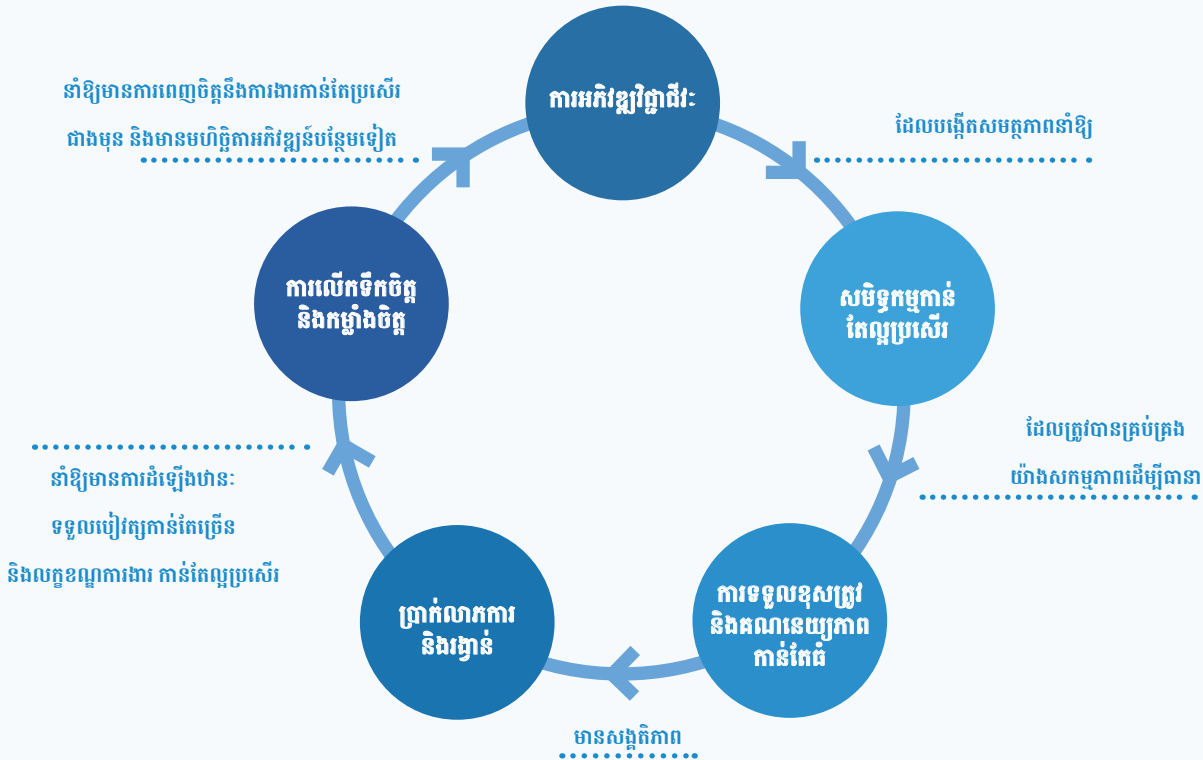 ការអភិវឌ្ឍវិជ្ជាជីវៈ
ដែលបង្កើតសមត្ថភាពនាំឱ្យ
សមិទ្ធកម្មកាន់
តែល្អប្រសើរ
ដែលត្រូវបានគ្រប់គ្រង
យ៉ាងសកម្មភាពដើម្បីធានា
ការទទួលខុសត្រូវ
និងគណនេយ្យភាព
កាន់តែធំ
មានសង្គតិភាព
ប្រាក់លាភការ
និងរង្វាន់
នាំឱ្យមានការដំឡើងឋានៈ
ទទួលបៀវត្សកាន់តែច្រើន
និងលក្ខខណ្ឌការងារ កាន់តែល្អប្រសើរ
ការលើកទឹកចិត្ត
និងកម្លាំងចិត្ត
នាំឱ្យមានការពេញចិត្តនឹងការងារកាន់តែប្រសើរ
ជាងមុន និងមានមហិច្ឆិតាអភិវឌ្ឍន៍បន្ថែមទៀត